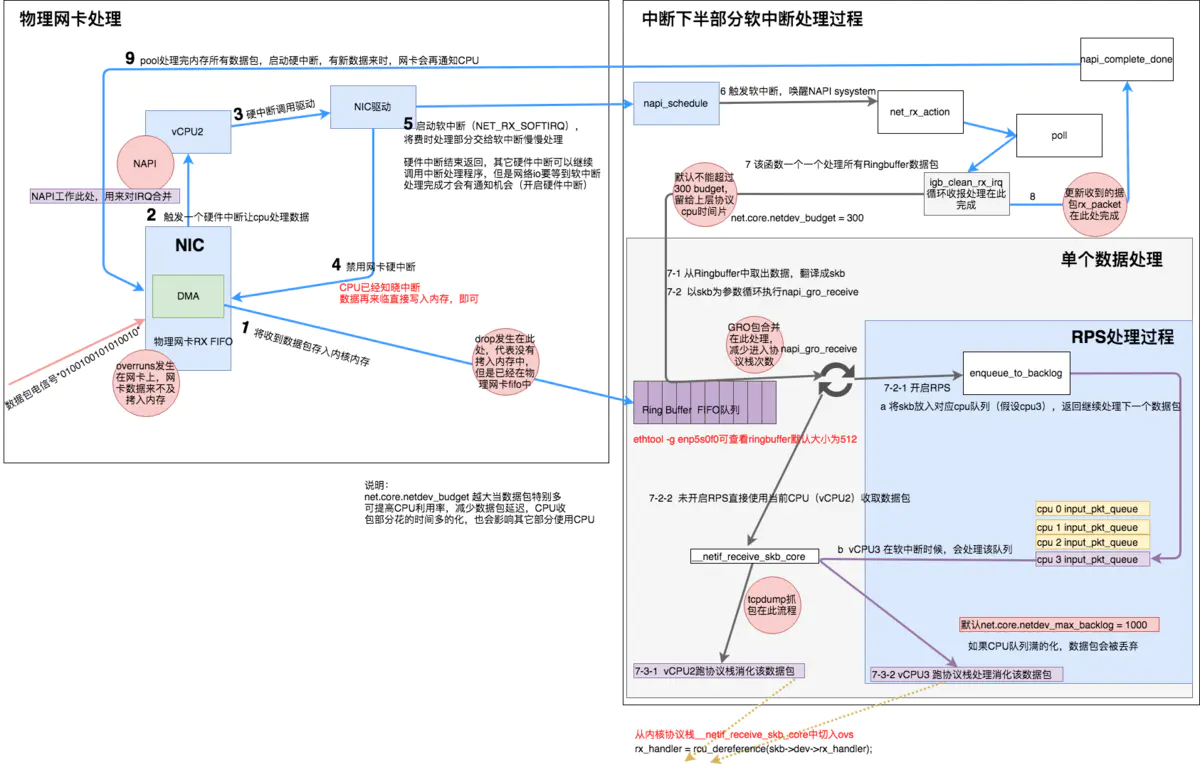 物理网卡处理
9 pool处理完内存所有数据包，启动硬中断，有新数据来时，网卡会再通知CPU
vCPU2
3 硬中断调用驱动
NIC驱动
NAPI
NAPI工作此处，用来对IRQ合并
2 触发一个硬件中断让cpu处理数据
5 启动软中断（NET_RX_SOFTIRQ），
将费时处理部分交给软中断慢慢处理
硬件中断结束返回，其它硬件中断可以继续
调用中断处理程序，但是网络io要等到软中断
处理完成才会有通知机会（开启硬件中断）
NIC
DMA
物理网卡RX FIFO
4 禁用网卡硬中断
CPU已经知晓中断
数据再来临直接写入内存，即可
1 将收到数据包存入内核内存
数据包电信号*010010101010010*
overruns发生
在网卡上，网
卡数据来不及
拷入内存
drop发生在此
处，代表没有
拷入内存中，
但是已经在物
理网卡fifo中
说明：
net.core.netdev_budget 越大当数据包特别多
可提高CPU利用率，减少数据包延迟，CPU收
包部分花的时间多的化，也会影响其它部分使用CPU
中断下半部分软中断处理过程
napi_complete_done
napi_schedule
6 触发软中断，唤醒NAPI sysystem
net_rx_action
poll
7 该函数一个一个处理所有Ringbuffer数据包
默认不能超过
300 budget,
留给上层协议
cpu时间片
net.core.netdev_budget = 300
igb_clean_rx_irq
循环收报处理在此
完成
8
更新收到的据
包rx_packet
在此处完成
单个数据处理
7-1 从Ringbuffer中取出数据，翻译成skb
7-2 以skb为参数循环执行napi_gro_receive
GRO包合并
在此处理，
减少进入协
议栈次数
napi_gro_receive
Ring Buffer FIFO队列
ethtool -g enp5s0f0可查看ringbuffer默认大小为512
RPS处理过程
enqueue_to_backlog
7-2-1 开启RPS
a 将skb放入对应cpu队列（假设cpu3），返回继续处理下一个数据包
7-2-2 未开启RPS直接使用当前CPU（vCPU2）收取数据包
cpu 0 input_pkt_queue
cpu 1 input_pkt_queue
cpu 2 input_pkt_queue
cpu 3 input_pkt_queue
b vCPU3 在软中断时候，会处理该队列
__netif_receive_skb_core
tcpdump抓
包在此流程
默认net.core.netdev_max_backlog = 1000
如果CPU队列满的化，数据包会被丢弃
7-3-1 vCPU2跑协议栈消化该数据包
7-3-2 vCPU3 跑协议栈处理消化该数据包
从内核协议栈__netif_receive_skb_core中切入ovs
rx_handler = rcu_dereference(skb->dev->rx_handler);